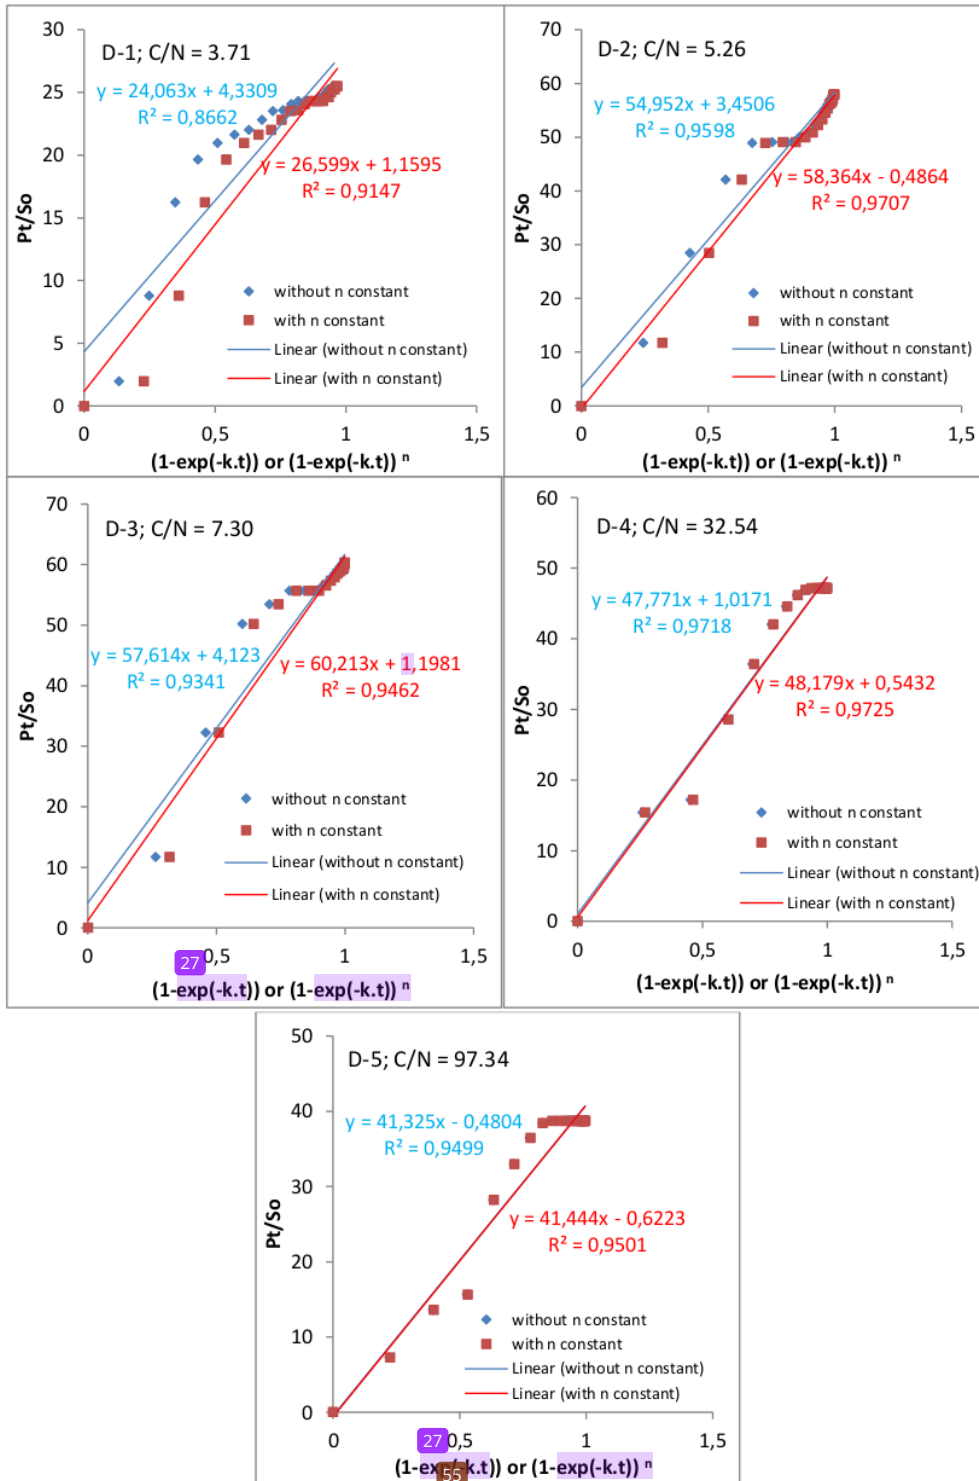 30
25
20
15
10
5
0
D-1; C/N = 3.71
y = 24,063x + 4,3309
R² = 0,8662
y = 26,599x + 1,1595
R² = 0,9147
Pt/So
without n constant
with n constant
Linear (without n constant)
Linear (with n constant)
0 0,5 1 1,5
(1-exp(-k.t)) or (1-exp(-k.t)) ⁿ
70
60
50
40
30
20
10
0
D-2; C/N = 5.26
y = 54,952x + 3,4506
R² = 0,9598
y = 58,364x - 0,4864
R² = 0,9707
Pt/So
without n constant
with n constant
Linear (without n constant)
Linear (with n constant)
0 0,5 1 1,5
(1-exp(-k.t)) or (1-exp(-k.t)) ⁿ
70
60
50
40
30
20
10
0
D-3; C/N = 7.30
y = 57,614x + 4,123
R² = 0,9341
y = 60,213x + 1,1981
R² = 0,9462
Pt/So
without n constant
with n constant
Linear (without n constant)
Linear (with n constant)
0 0,5 1 1,5
27
(1-exp(-k.t)) or (1-exp(-k.t)) ⁿ
60
50
40
30
20
10
0
D-4; C/N = 32.54
y = 47,771x + 1,0171
R² = 0,9718
y = 48,179x + 0,5432
R² = 0,9725
Pt/So
without n constant
with n constant
Linear (without n constant)
Linear (with n constant)
0 0,5 1 1,5
(1-exp(-k.t)) or (1-exp(-k.t)) ⁿ
50
40
30
20
10
0
D-5; C/N = 97.34
y = 41,325x - 0,4804
R² = 0,9499
y = 41,444x - 0,6223
R² = 0,9501
Pt/So
without n constant
with n constant
Linear (without n constant)
Linear (with n constant)
0 0,5 1 1,5
27
(1-exp(-k.t)) or (1-exp(-k.t)) ⁿ
55